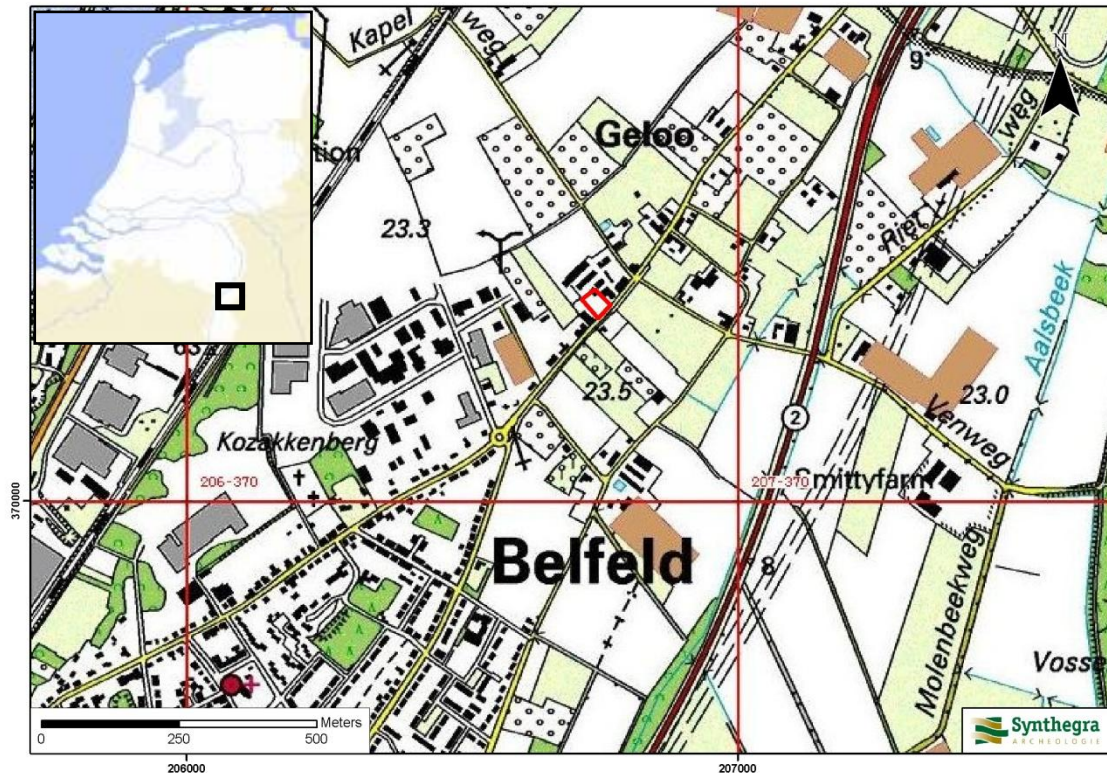 Kapel
weg
N
9
Geloo
tion
weg
23.3
Riet
Aalsbeek
23.5
23.0
2
Venweg
Kozakkenberg
206-370
207-370
Smittyfarm
370000
Belfeld
8
Molenbeekweg
Vosse
Meters
0
250
500
Synthegra
ARCHEOLOGIE
206000
207000